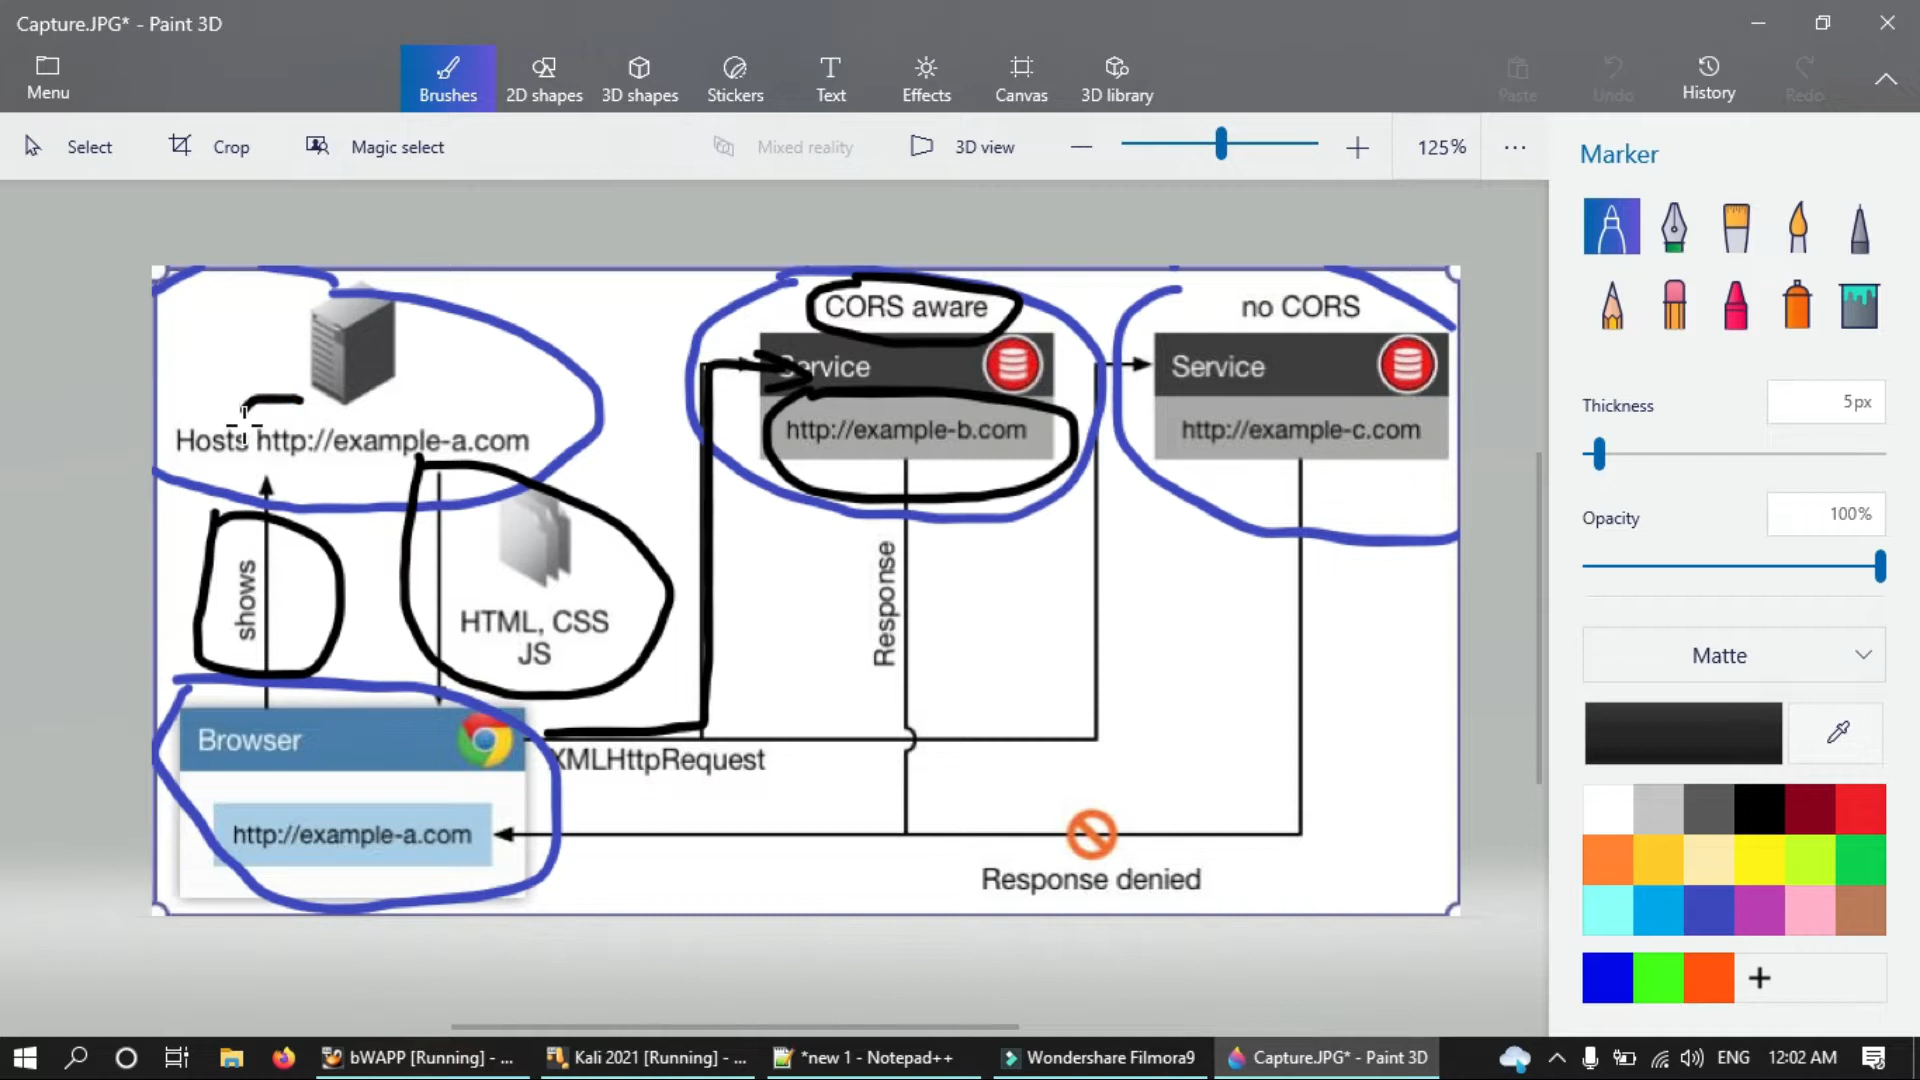 Capture.JPG* - Paint 3D
Menu
Brushes
2D shapes
3D shapes
Stickers
Text
Effects
Canvas
3D library
Paste
Undo
History
Redo
Select
Crop
Magic select
Mixed reality
3D view
125%
Marker
Thickness
5px
Opacity
100%
Matte
CORS aware
no CORS
Service
Service
Hosts http://example-a.com
http://example-b.com
http://example-c.com
shows
HTML, CSS
JS
Response
Browser
XMLHttpRequest
http://example-a.com
Response denied
bWAPP [Running] - ...
Kali 2021 [Running] - ...
*new 1 - Notepad++
Wondershare Filmora9
Capture.JPG* - Paint 3D
ENG
12:02 AM